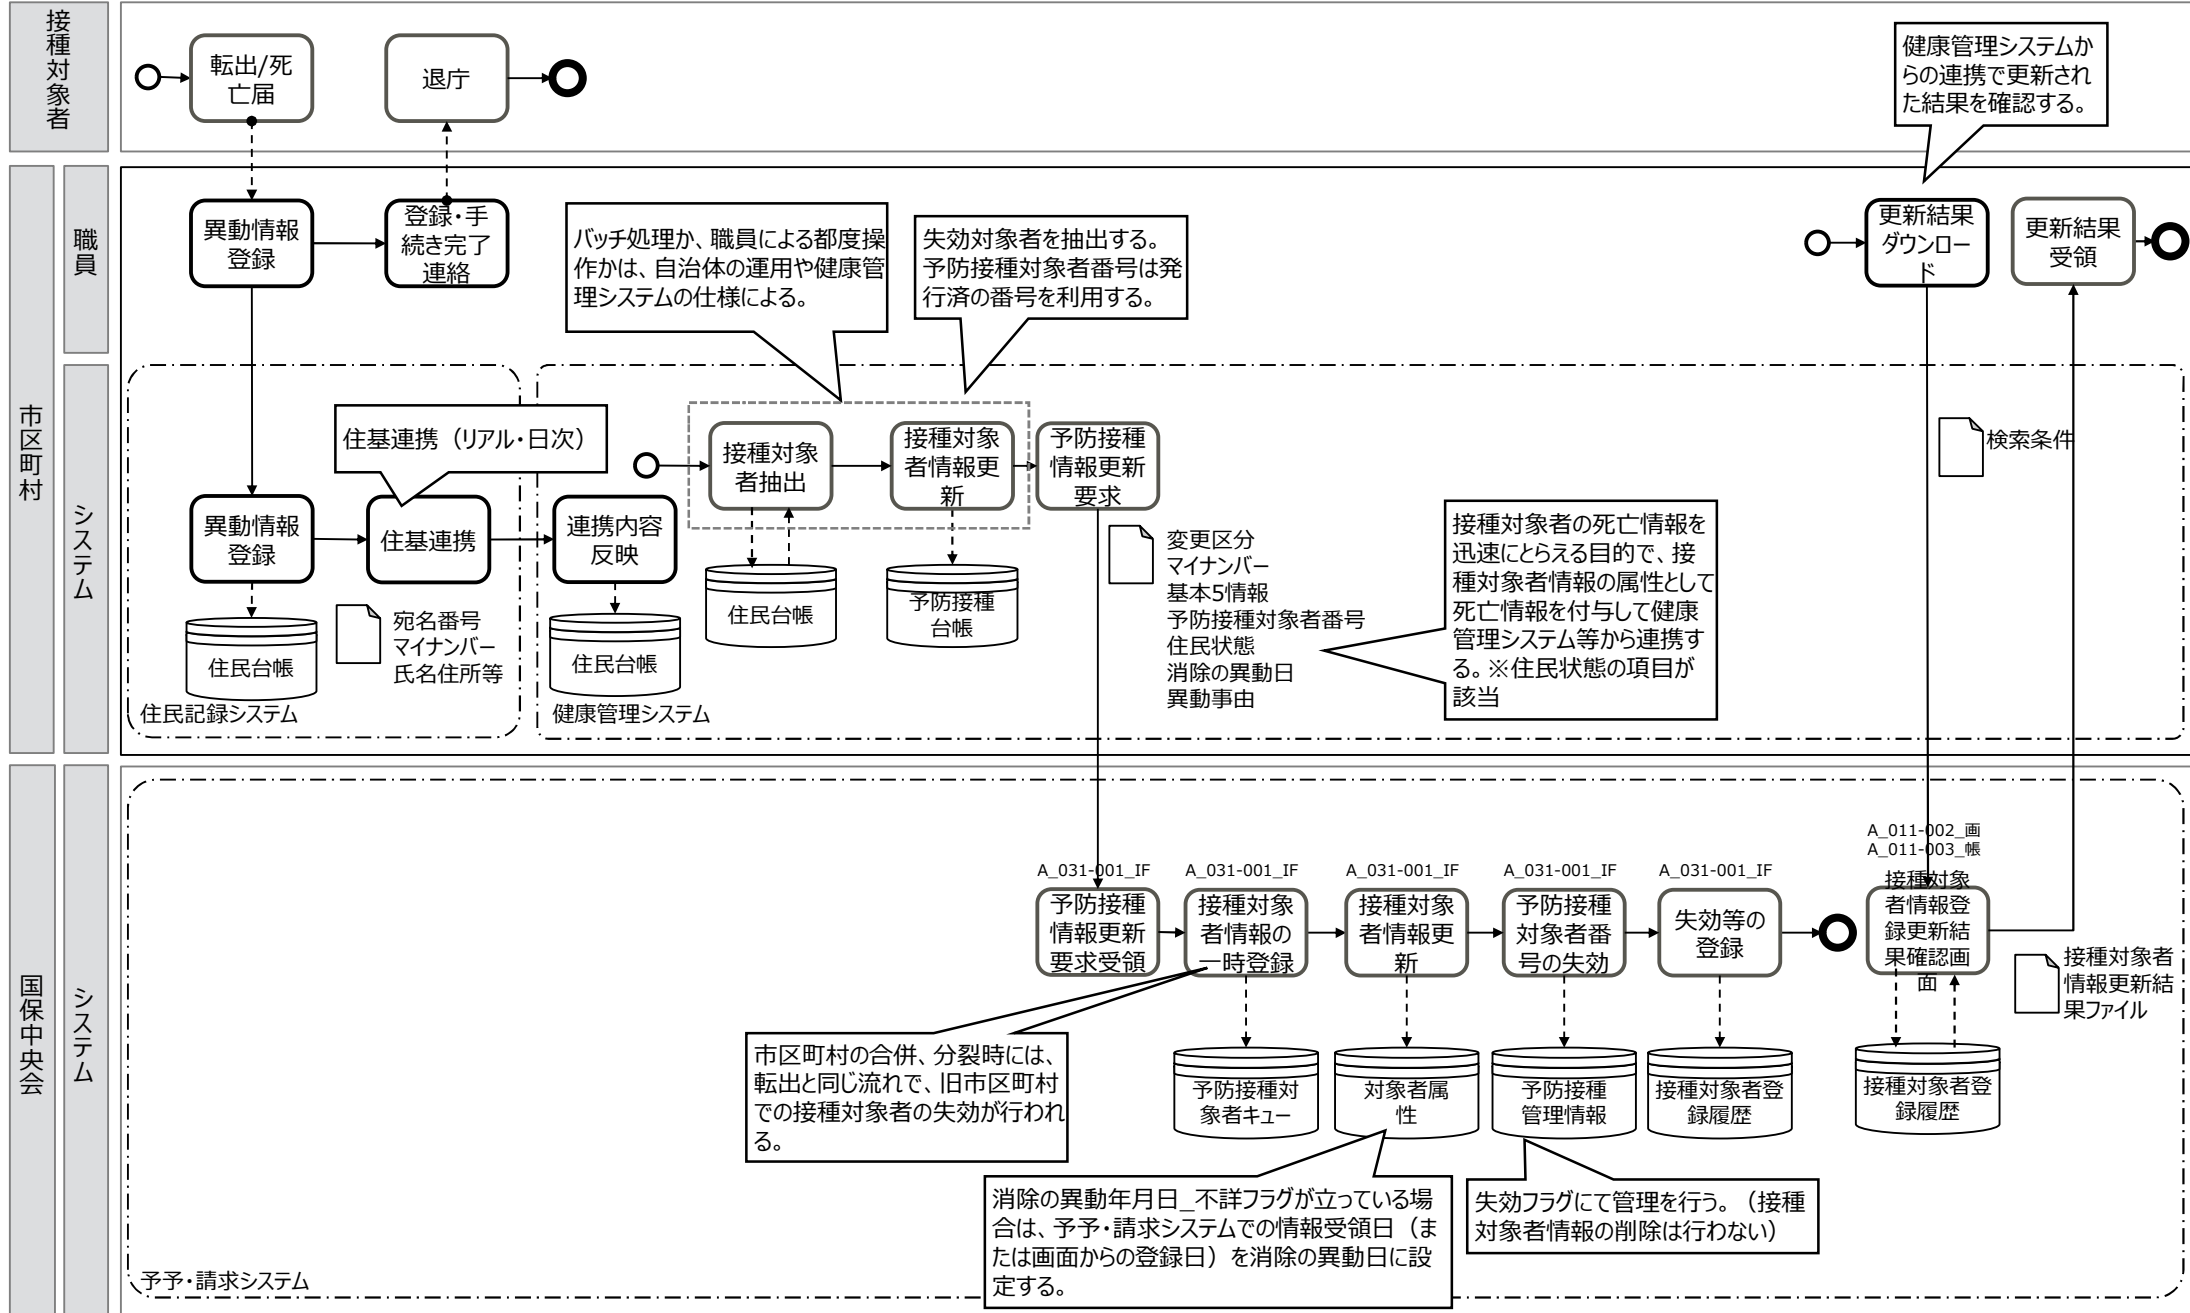 接種対象者
転出/死
亡届
退庁
健康管理システムか
らの連携で更新され
た結果を確認する。
市区町村
職員
異動情報
登録
登録・手
続き完了
連絡
バッチ処理か、職員による都度操
作かは、自治体の運用や健康管
理システムの仕様による。
失効対象者を抽出する。
予防接種対象者番号は発
行済の番号を利用する。
更新結果
ダウンロー
ド
更新結果
受領
システム
住基連携（リアル・日次）
接種対象
者抽出
接種対象
者情報更
新
予防接種
情報更新
要求
検索条件
異動情報
登録
住基連携
連携内容
反映
住民台帳
予防接種
台帳
変更区分
マイナンバー
基本5情報
予防接種対象者番号
住民状態
消除の異動日
異動事由
接種対象者の死亡情報を
迅速にとらえる目的で、接
種対象者情報の属性として
死亡情報を付与して健康
管理システム等から連携す
る。※住民状態の項目が
該当
住民台帳
宛名番号
マイナンバー
氏名住所等
住民台帳
住民記録システム
健康管理システム
国保中央会
システム
A_031-001_IF
A_031-001_IF
A_031-001_IF
A_031-001_IF
A_031-001_IF
A_011-002_画
A_011-003_帳
予防接種
情報更新
要求受領
接種対象
者情報の
一時登録
接種対象
者情報更
新
予防接種
対象者番
号の失効
失効等の
登録
接種対象
者情報登
録更新結
果確認画
面
接種対象者
情報更新結
果ファイル
市区町村の合併、分裂時には、
転出と同じ流れで、旧市区町村
での接種対象者の失効が行われ
る。
予防接種対
象者キュー
対象者属
性
予防接種
管理情報
接種対象者登
録履歴
接種対象者登
録履歴
消除の異動年月日_不詳フラグが立っている場
合は、予予・請求システムでの情報受領日（ま
たは画面からの登録日）を消除の異動日に設
定する。
失効フラグにて管理を行う。（接種
対象者情報の削除は行わない）
予予・請求システム